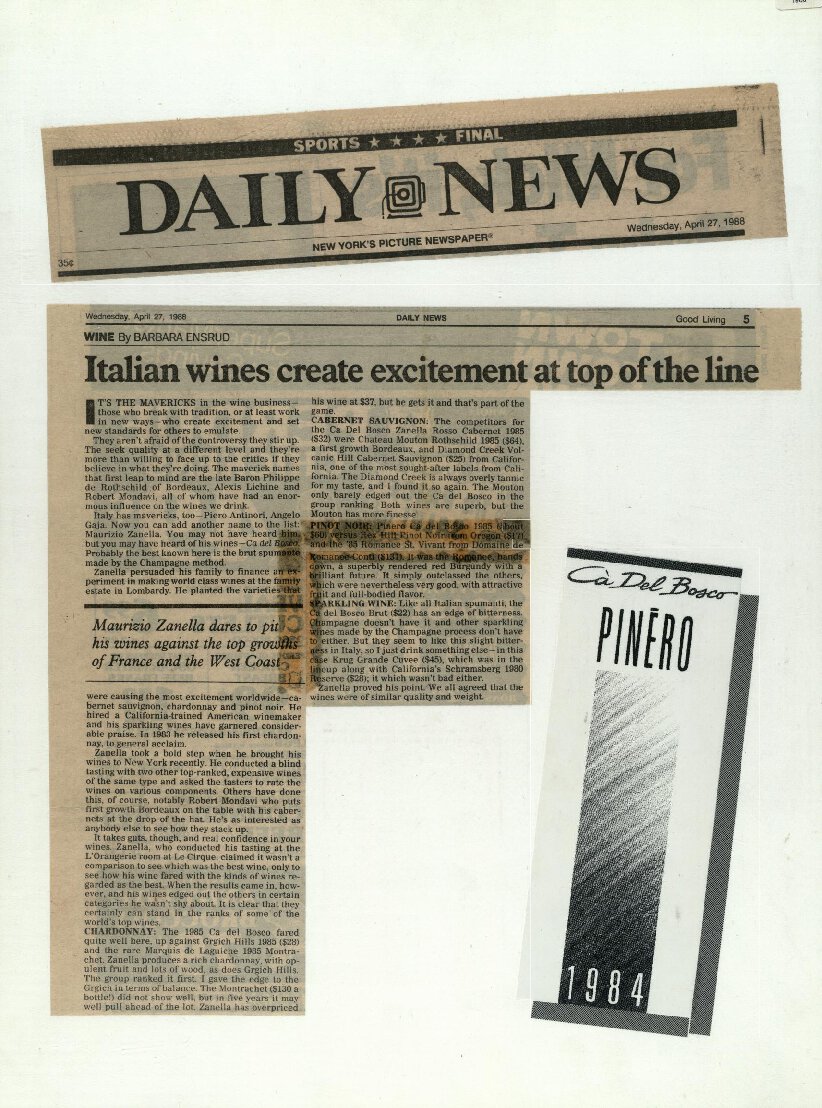 SPORTS ★ ★ ★ ★ FINAL
DAILY NEWS
35¢
NEW YORK'S PICTURE NEWSPAPER®
Wednesday, April 27, 1988
Wednesday, April 27, 1988
DAILY NEWS
Good Living 5
WINE By BARBARA ENSRUD
Italian wines create excitement at top of the line
IT'S THE MAVERICKS in the wine business—
those who break with tradition, or at least work
in new ways—who create excitement and set
new standards for others to emulate.
They aren't afraid of the controversy they stir up.
The seek quality at a different level and they're
more than willing to face up to the critics if they
believe in what they're doing. The maverick names
that first leap to mind are the late Baron Philippe
de Rothschild of Bordeaux, Alexis Lichine and
Robert Mondavi, all of whom have had an enor-
mous influence on the wines we drink.
Italy has mavericks, too—Piero Antinori, Angelo
Gaja. Now you can add another name to the list:
Maurizio Zanella. You may not have heard him,
but you may have heard of his wines—Ca del Bosco.
Probably the best known here is the brut spumante
made by the Champagne method.
Zanella persuaded his family to finance an ex-
periment in making world class wines at the family
estate in Lombardy. He planted the varieties that
Maurizio Zanella dares to pit
his wines against the top growths
of France and the West Coast
were causing the most excitement worldwide—ca-
bernet sauvignon, chardonnay and pinot noir. He
hired a California-trained American winemaker
and his sparkling wines have garnered consider-
able praise. In 1983 he released his first chardon-
nay, to general acclaim.
Zanella took a bold step when he brought his
wines to New York recently. He conducted a blind
tasting with two other top-ranked, expensive wines
of the same type and asked the tasters to rate the
wines on various components. Others have done
this, of course, notably Robert Mondavi who puts
first growth Bordeaux on the table with his caber-
nets at the drop of the hat. He's as interested as
anybody else to see how they stack up.
It takes guts, though, and real confidence in your
wines. Zanella, who conducted his tasting at the
L'Orangerie room at Le Cirque, claimed it wasn't a
comparison to see which was the best wine, only to
see how his wine fared with the kinds of wines re-
garded as the best. When the results came in, how-
ever, and his wines edged out the others in certain
categories he wasn't shy about. It is clear that they
certainly can stand in the ranks of some of the
world's top wines.
CHARDONNAY: The 1985 Ca del Bosco fared
quite well here, up against Grgich Hills 1985 ($28)
and the rare Marquis de Laguiche 1985 Montra-
chet. Zanella produces a rich chardonnay, with op-
ulent fruit and lots of wood, as does Grgich Hills.
The group ranked it first. I gave the edge to the
Grgich in terms of balance. The Montrachet ($130 a
bottle!) did not show well, but in five years it may
well pull ahead of the lot. Zanella has overpriced
his wine at $37, but he gets it and that's part of the
game.
CABERNET SAUVIGNON: The competitors for
the Ca Del Bosco Zanella Rosso Cabernet 1985
($32) were Chateau Mouton Rothschild 1985 ($64),
a first growth Bordeaux, and Diamond Creek Vol-
canic Hill Cabernet Sauvignon ($25) from Califor-
nia, one of the most sought-after labels from Cali-
fornia. The Diamond Creek is always overly tannic
for my taste, and I found it so again. The Mouton
only barely edged out the Ca del Bosco in the
group ranking. Both wines are superb, but the
Mouton has more finesse.
PINOT NOIR: Pinero Ca del Bosco 1985 (about
$60) versus Rex Hill Pinot Noir from Oregon ($17),
and the '85 Romance St. Vivant from Domaine de
Romance-Conti ($153). It was the Romance, hands
down, a superbly rendered red Burgundy with a
brilliant future. It simply outclassed the others,
which were nevertheless very good, with attractive
fruit and full-bodied flavor.
SPARKLING WINE: Like all Italian spumanti, the
Ca del Bosco Brut ($22) has an edge of bitterness.
Champagne doesn't have it and other sparkling
wines made by the Champagne process don't have
to either. But they seem to like this slight bitter-
ness in Italy, so I just drink something else—in this
case Krug Grande Cuvee ($45), which was in the
lineup along with California's Schramsberg 1980
Reserve ($28); it which wasn't bad either.
Zanella proved his point. We all agreed that the
wines were of similar quality and weight.
Cà Del Bosco
PINĒRO
1984